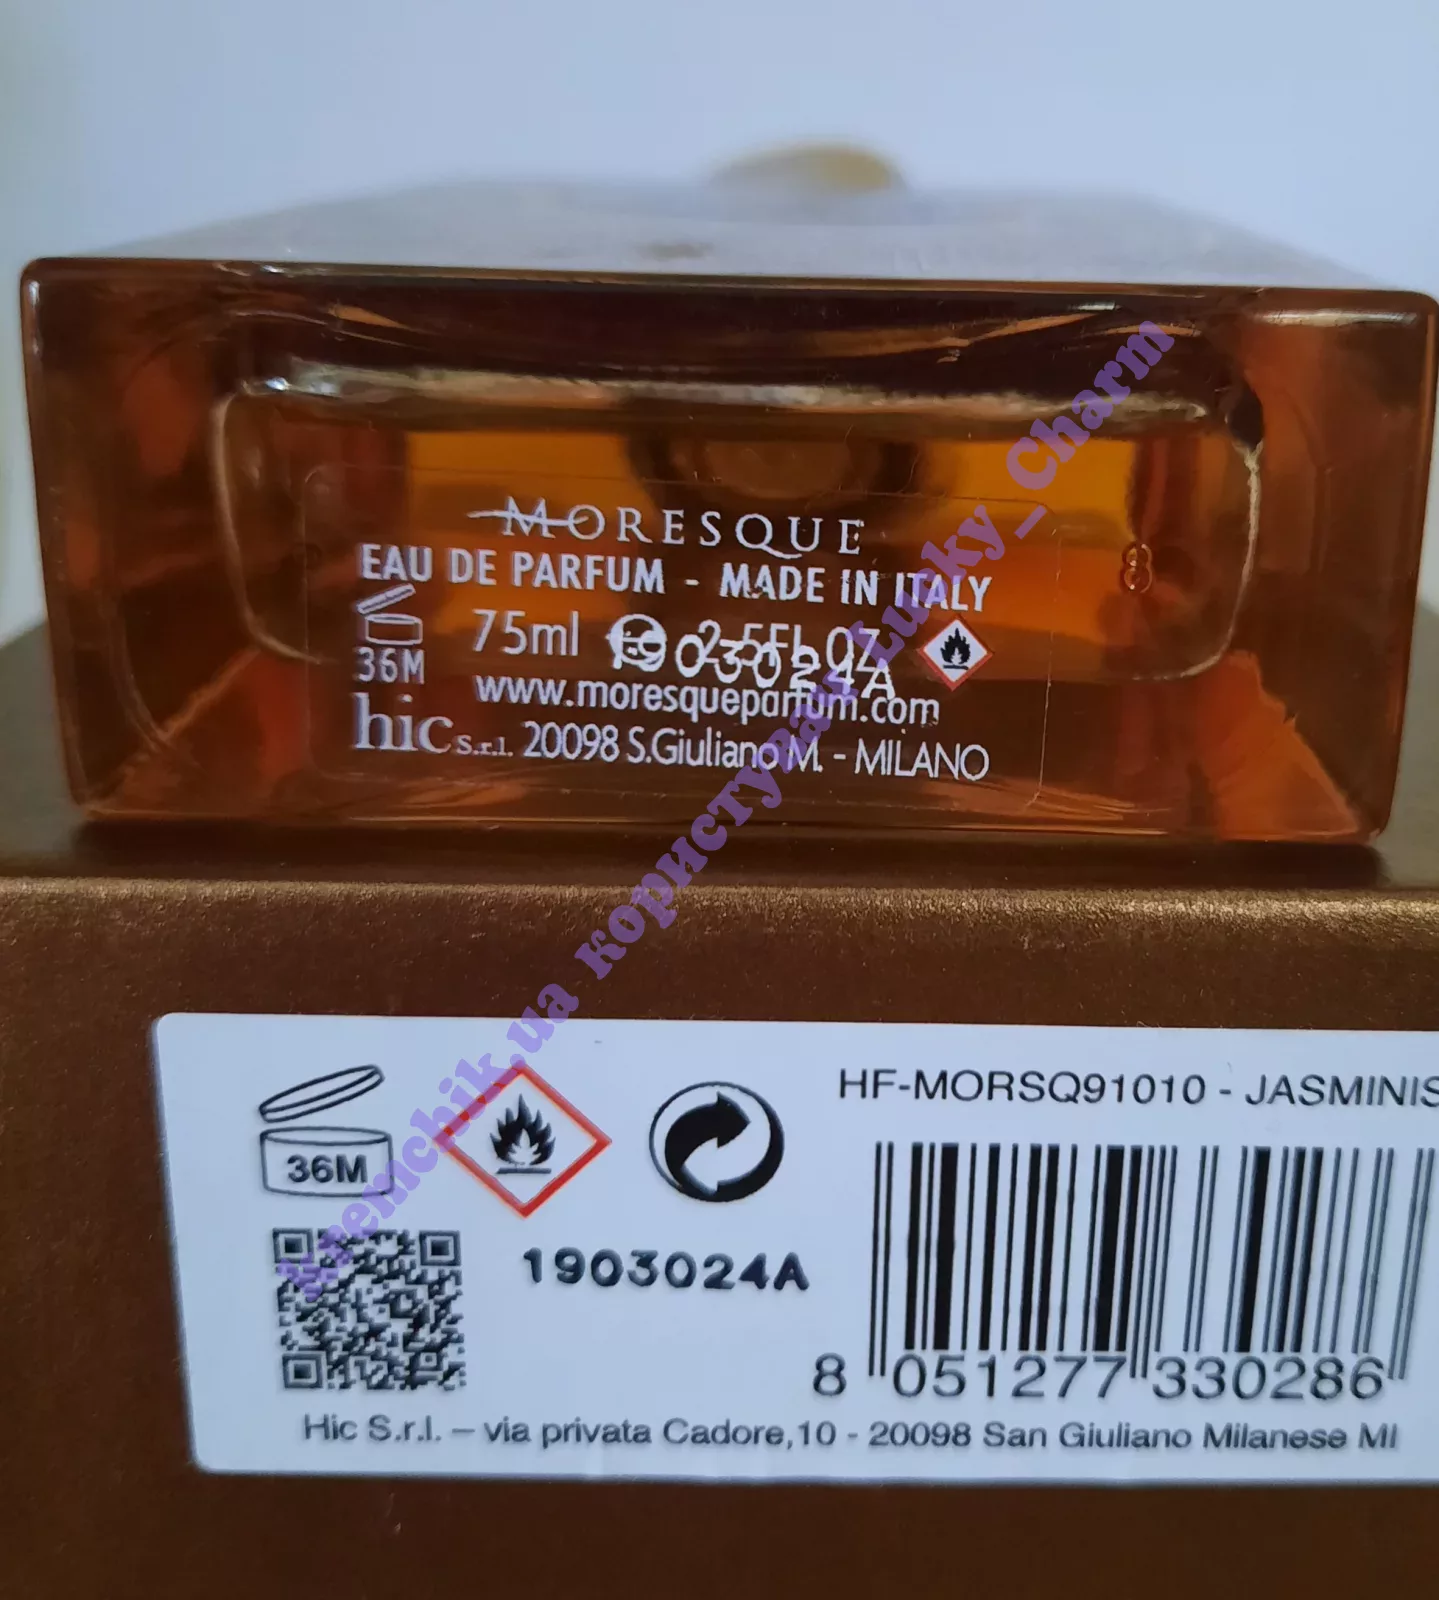 MORESQUE
EAU DE PARFUM - MADE IN ITALY
36M
75ml 2.5FL.OZ
1903024A
www.moresqueparfum.com
hic S.r.l. 20098 S.Giuliano M. - MILANO
8
kremchik.ua користувач Lusky_Charm
36M
HF-MORSQ91010 - JASMINIS
1903024A
8 051277 330286
Hic S.r.l. – via privata Cadore,10 - 20098 San Giuliano Milanese MI